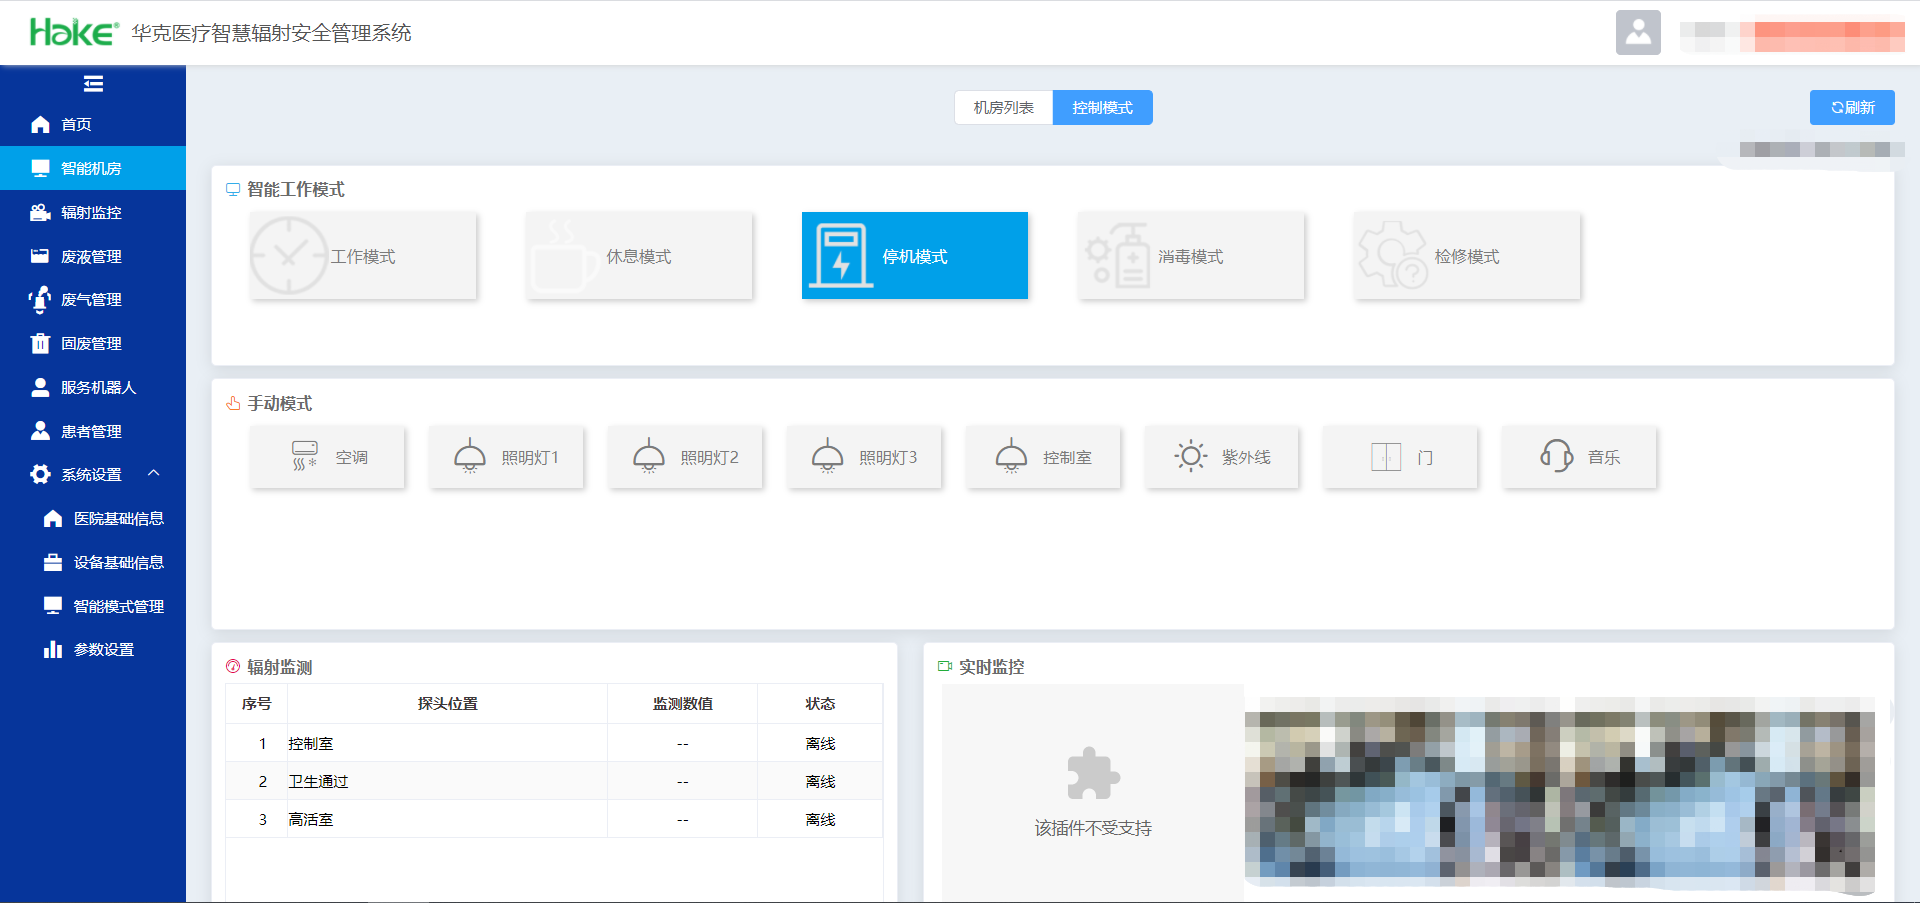 Hake® 华克医疗智慧辐射安全管理系统
首页
智能机房
辐射监控
废液管理
废气管理
固废管理
服务机器人
患者管理
系统设置
医院基础信息
设备基础信息
智能模式管理
参数设置
机房列表 控制模式
刷新
智能工作模式
工作模式 休息模式 停机模式 消毒模式 检修模式
手动模式
空调 照明灯1 照明灯2 照明灯3 控制室 紫外线 门 音乐
辐射监测
序号 探头位置 监测数值 状态
1 控制室 -- 离线
2 卫生通过 -- 离线
3 高活室 -- 离线
实时监控
该插件不受支持